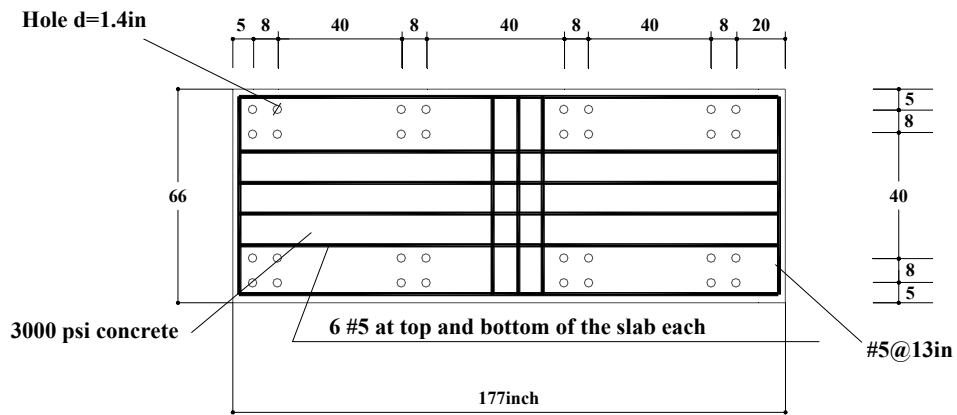 Hole d=1.4in
5 8 40 8 40 8 40 8 20
5
8
66
40
8
5
3000 psi concrete
6 #5 at top and bottom of the slab each
#5@13in
177inch